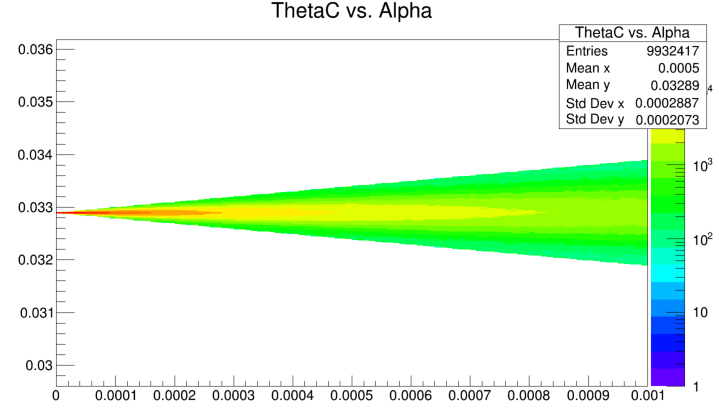 ThetaC vs. Alpha
ThetaC vs. Alpha
Entries 9932417
Mean x 0.0005
Mean y 0.03289
Std Dev x 0.0002887
Std Dev y 0.0002073
0.036
0.035
0.034
0.033
0.032
0.031
0.03
0 0.0001 0.0002 0.0003 0.0004 0.0005 0.0006 0.0007 0.0008 0.0009 0.001
4
10³
10²
10
1